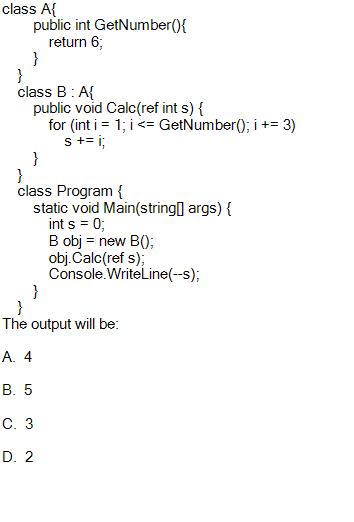 class A{
public int GetNumber(){
return 6;
}
}
class B : A{
public void Calc(ref int s) {
for (int i = 1; i <= GetNumber(); i += 3)
s += i;
}
}
class Program {
static void Main(string[] args) {
int s = 0;
B obj = new B();
obj.Calc(ref s);
Console.WriteLine(--s);
}
}
The output will be:
A. 4
B. 5
C. 3
D. 2